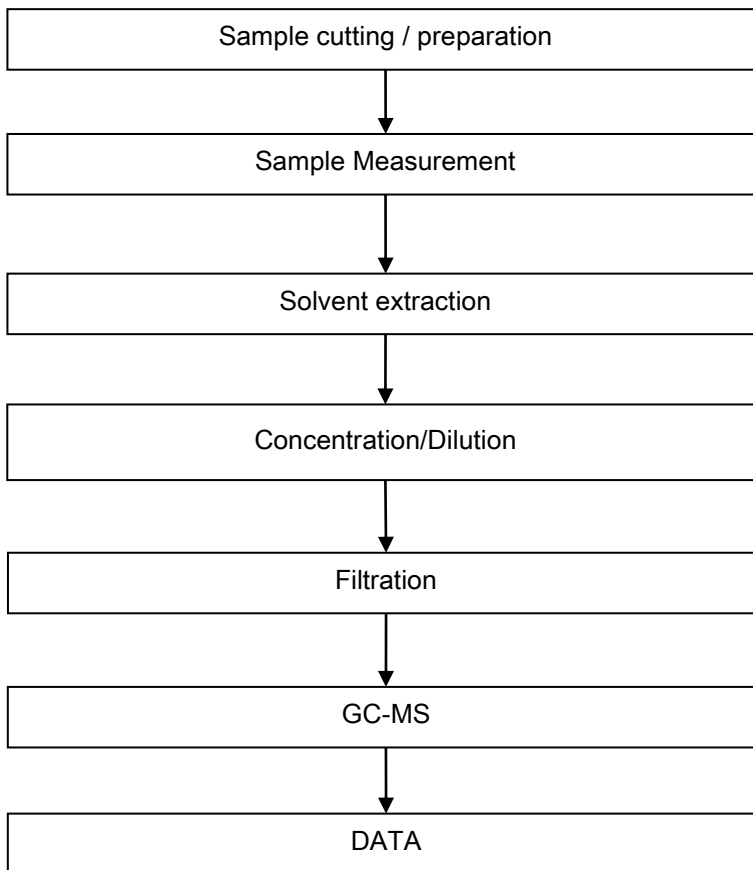 Sample cutting / preparation
Sample Measurement
Solvent extraction
Concentration/Dilution
Filtration
GC-MS
DATA